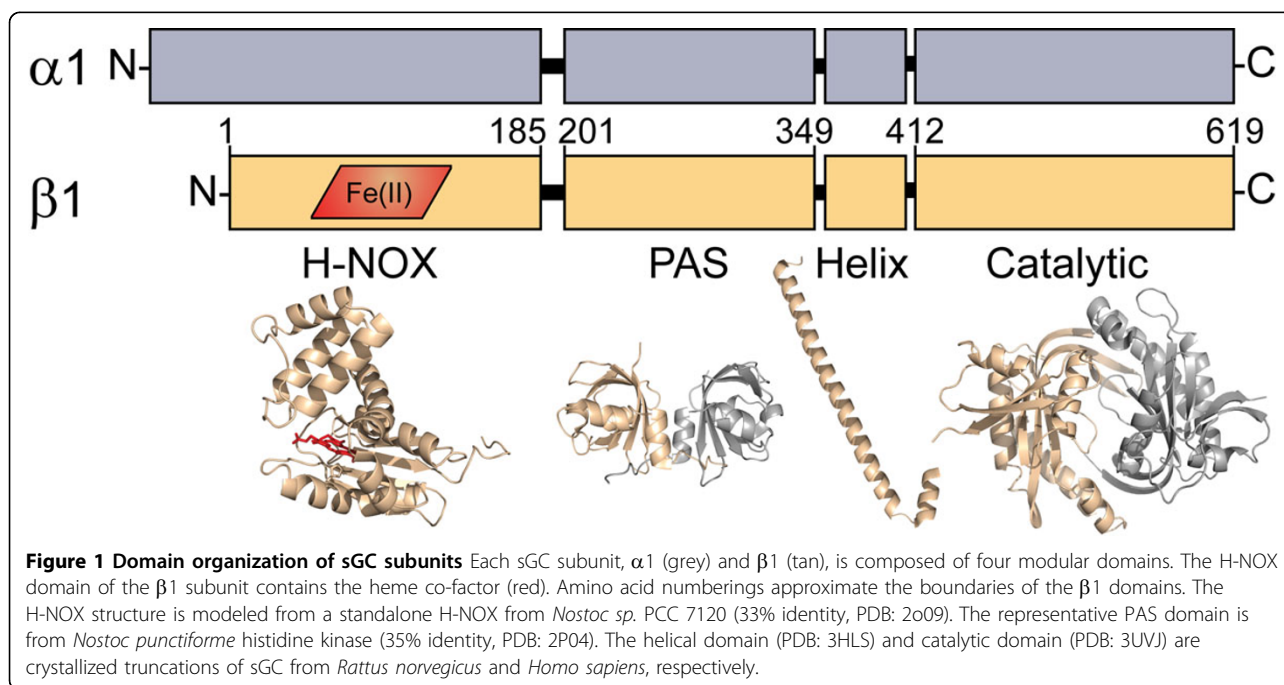 α1 N- -C
1 185 201 349 412 619
β1 N- Fe(II) -C
H-NOX PAS Helix Catalytic
Figure 1 Domain organization of sGC subunits Each sGC subunit, α1 (grey) and β1 (tan), is composed of four modular domains. The H-NOX
domain of the β1 subunit contains the heme co-factor (red). Amino acid numberings approximate the boundaries of the β1 domains. The
H-NOX structure is modeled from a standalone H-NOX from Nostoc sp. PCC 7120 (33% identity, PDB: 2o09). The representative PAS domain is
from Nostoc punctiforme histidine kinase (35% identity, PDB: 2P04). The helical domain (PDB: 3HLS) and catalytic domain (PDB: 3UVJ) are
crystallized truncations of sGC from Rattus norvegicus and Homo sapiens, respectively.